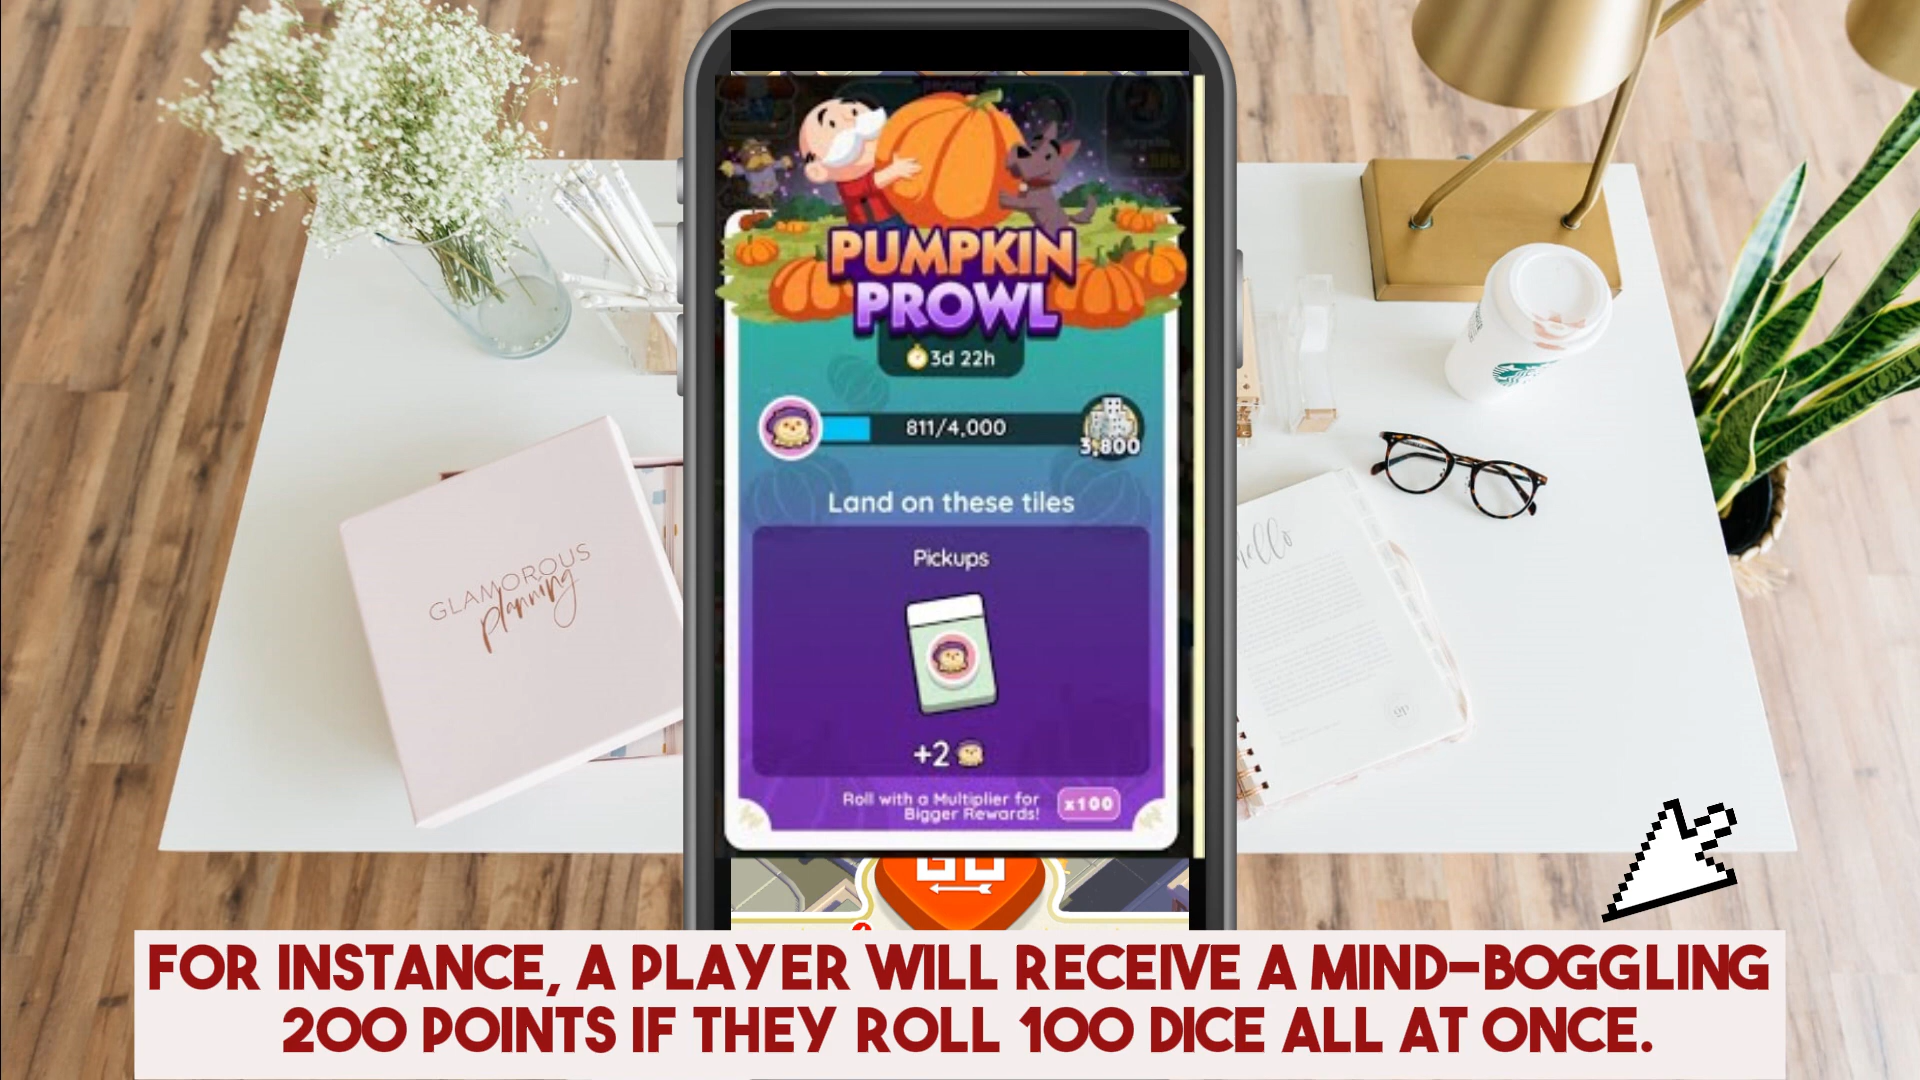 PUMPKIN
PROWL
3d 22h
811/4,000
3,800
Land on these tiles
Pickups
+2
Roll with a Multiplier for
Bigger Rewards!
x100
GO
GLAMOROUS
planning
hello
FOR INSTANCE, A PLAYER WILL RECEIVE A MIND-BOGGLING
200 POINTS IF THEY ROLL 100 DICE ALL AT ONCE.